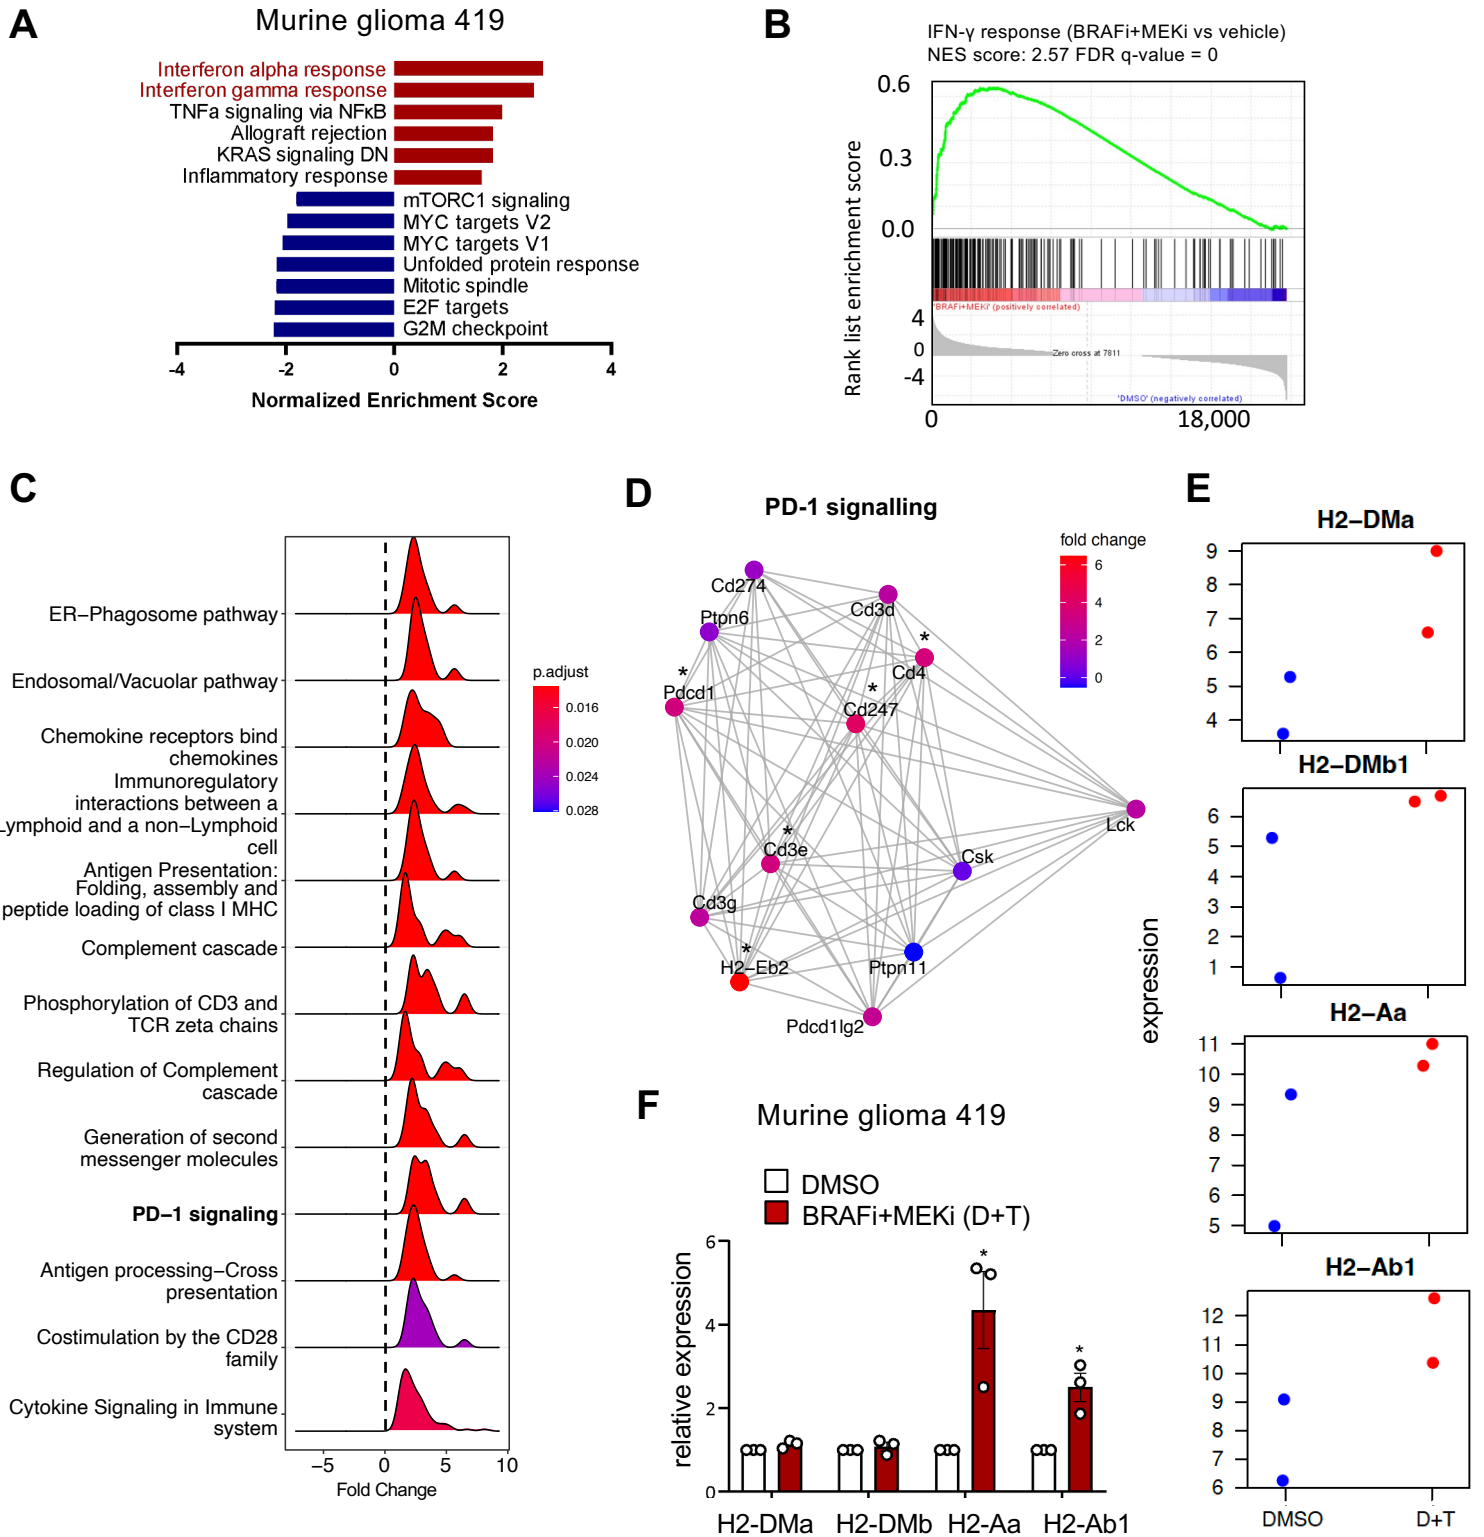 A
Murine glioma 419
Interferon alpha response
Interferon gamma response
TNFa signaling via NFκB
Allograft rejection
KRAS signaling DN
Inflammatory response
mTORC1 signaling
MYC targets V2
MYC targets V1
Unfolded protein response
Mitotic spindle
E2F targets
G2M checkpoint
-4 -2 0 2 4
Normalized Enrichment Score
B
IFN-γ response (BRAFi+MEKi vs vehicle)
NES score: 2.57 FDR q-value = 0
Rank list enrichment score
0.6
0.3
0.0
'BRAFi+MEKi' (positively correlated)
4
0
-4
Zero cross at 7811
'DMSO' (negatively correlated)
0 18,000
C
ER−Phagosome pathway
Endosomal/Vacuolar pathway
Chemokine receptors bind
chemokines
Immunoregulatory
interactions between a
Lymphoid and a non−Lymphoid
cell
Antigen Presentation:
Folding, assembly and
peptide loading of class I MHC
Complement cascade
Phosphorylation of CD3 and
TCR zeta chains
Regulation of Complement
cascade
Generation of second
messenger molecules
PD−1 signaling
Antigen processing−Cross
presentation
Costimulation by the CD28
family
Cytokine Signaling in Immune
system
−5 0 5 10
Fold Change
p.adjust
0.016
0.020
0.024
0.028
D
PD-1 signalling
fold change
6
4
2
0
Cd274
Cd3d
Ptpn6
*
Cd4
*
Pdcd1
*
Cd247
Lck
*
Cd3e
Csk
Cd3g
*
H2−Eb2
Ptpn11
Pdcd1lg2
E
expression
H2−DMa
9
8
7
6
5
4
H2−DMb1
6
5
4
3
2
1
H2−Aa
11
10
9
8
7
6
5
H2−Ab1
12
11
10
9
8
7
6
DMSO D+T
F
Murine glioma 419
DMSO
BRAFi+MEKi (D+T)
relative expression
6
4
2
0
*
*
H2-DMa H2-DMb H2-Aa H2-Ab1